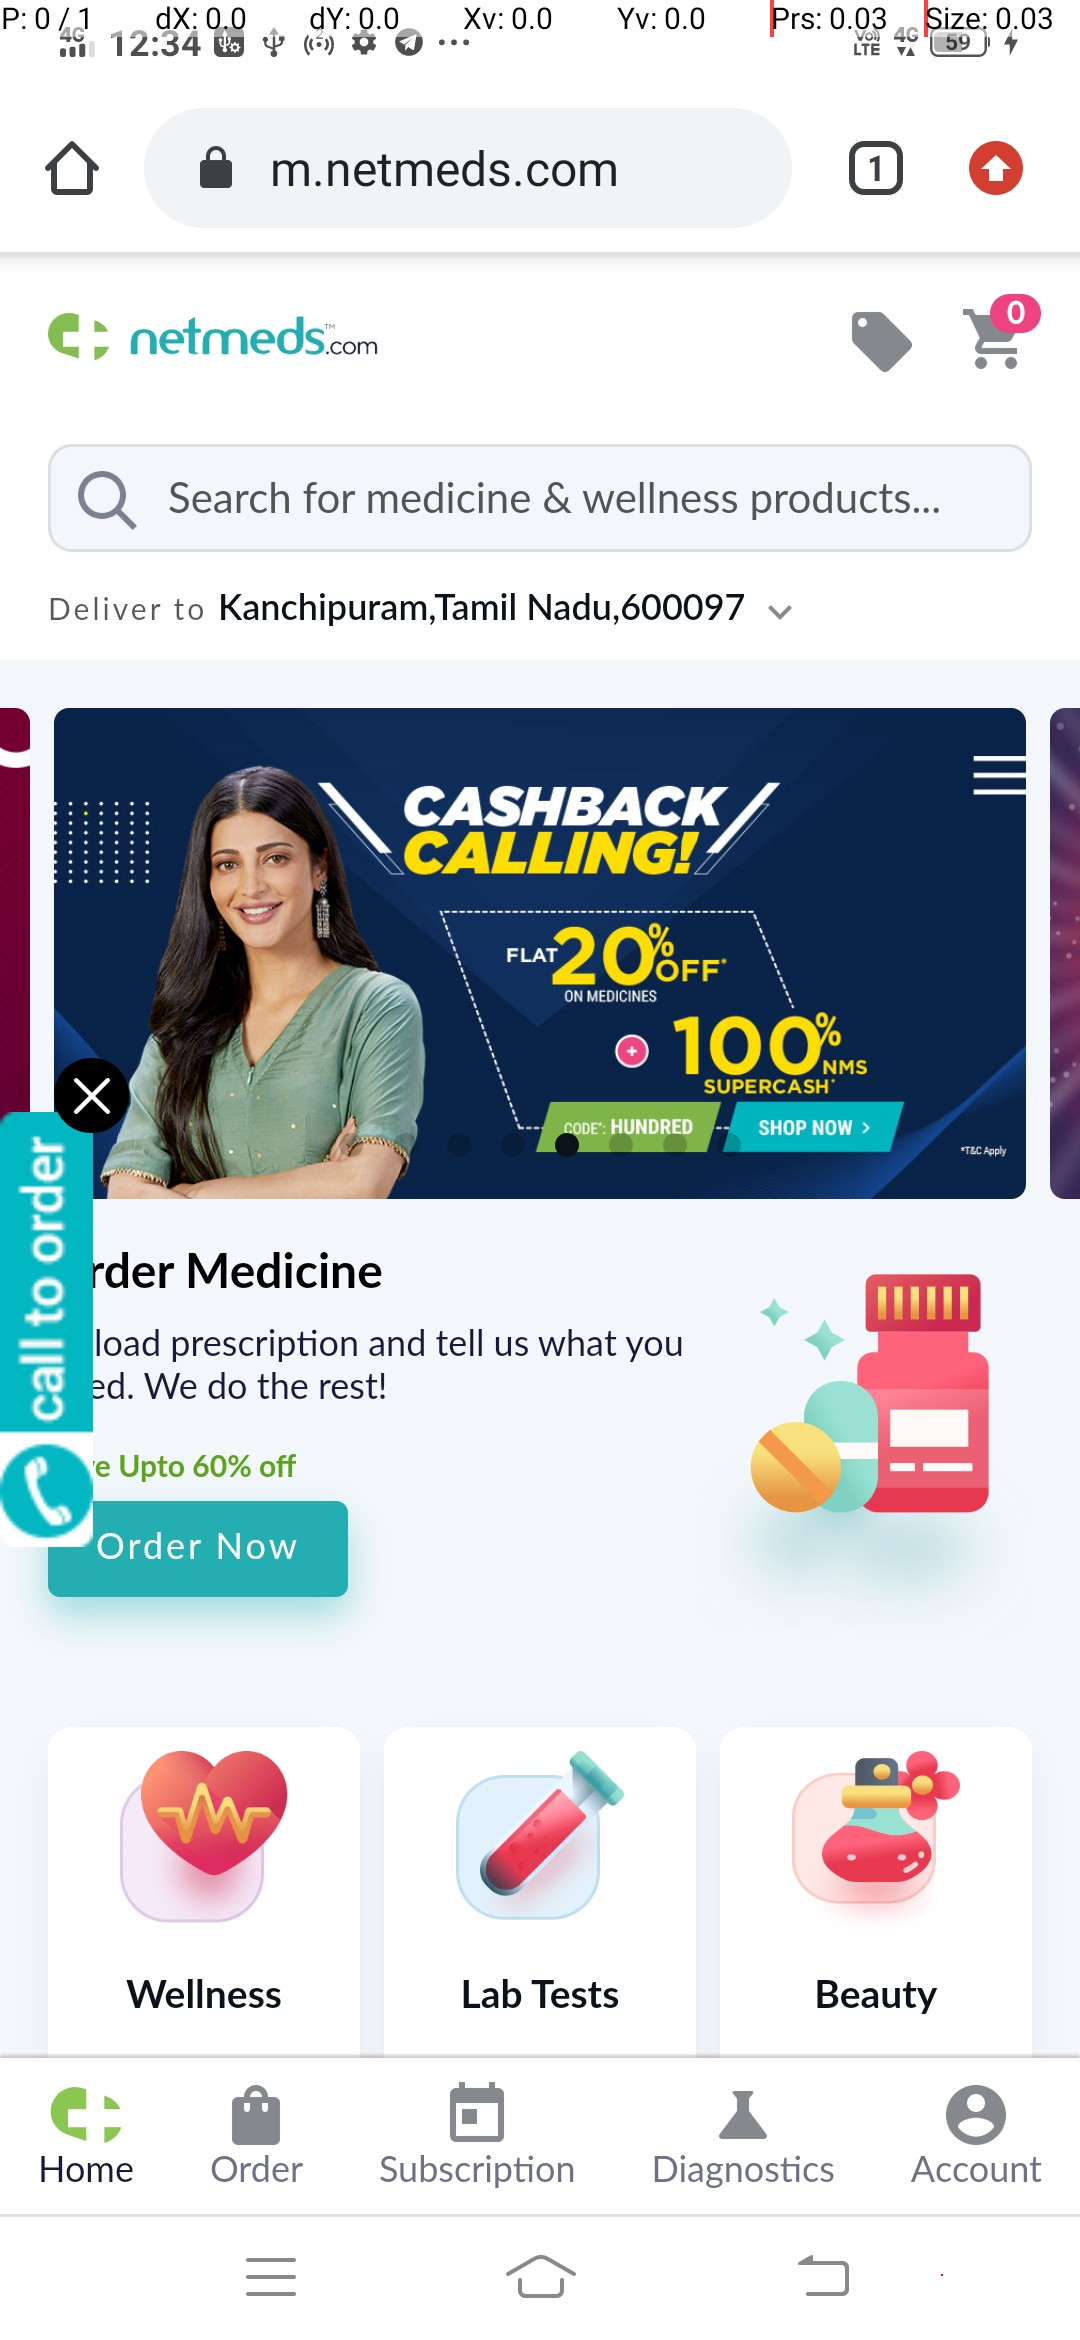 P: 0 / 1 dX: 0.0 dY: 0.0 Xv: 0.0 Yv: 0.0 Prs: 0.03 Size: 0.03
4G 12:34 Vo)) LTE 4G 59
m.netmeds.com 1
netmeds.com ™ 0
Search for medicine & wellness products...
Deliver to Kanchipuram,Tamil Nadu,600097
CASHBACK
CALLING!
FLAT 20% OFF*
ON MEDICINES
+ 100% NMS
SUPERCASH*
CODE*: HUNDRED SHOP NOW >
*T&C Apply
call to order
rder Medicine
load prescription and tell us what you
ed. We do the rest!
e Upto 60% off
Order Now
Wellness Lab Tests Beauty
Home Order Subscription Diagnostics Account